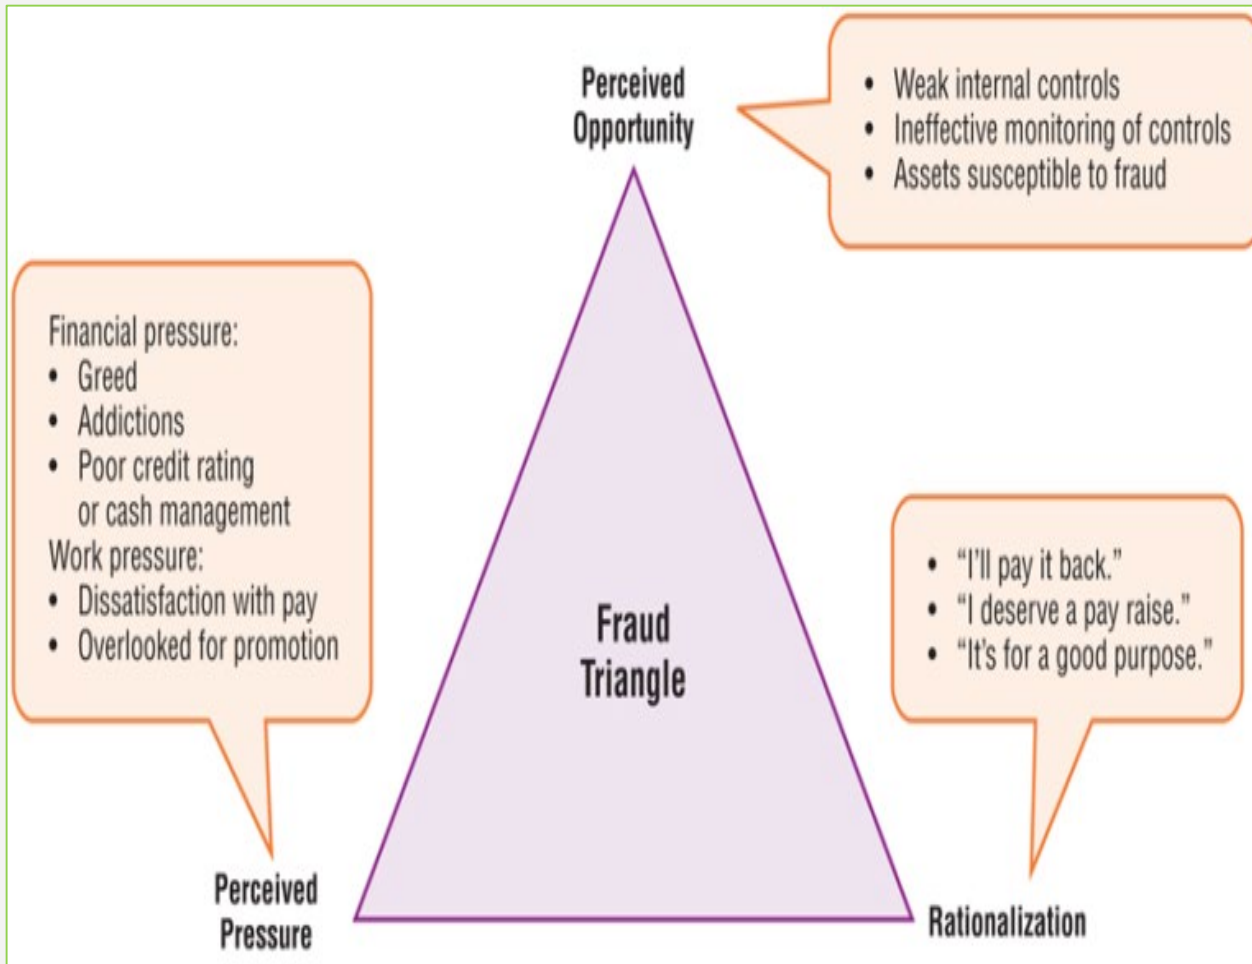 Perceived
Opportunity
• Weak internal controls
• Ineffective monitoring of controls
• Assets susceptible to fraud
Financial pressure:
• Greed
• Addictions
• Poor credit rating
or cash management
Work pressure:
• Dissatisfaction with pay
• Overlooked for promotion
Fraud
Triangle
• “I’ll pay it back.”
• “I deserve a pay raise.”
• “It’s for a good purpose.”
Perceived
Pressure
Rationalization